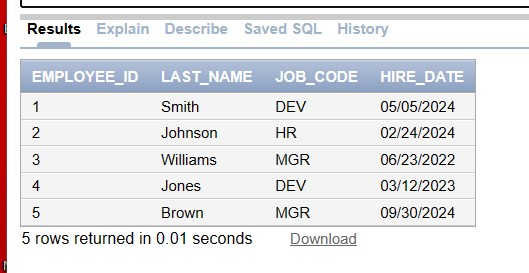 Results Explain Describe Saved SQL History
EMPLOYEE_ID LAST_NAME JOB_CODE HIRE_DATE
1 Smith DEV 05/05/2024
2 Johnson HR 02/24/2024
3 Williams MGR 06/23/2022
4 Jones DEV 03/12/2023
5 Brown MGR 09/30/2024
5 rows returned in 0.01 seconds Download